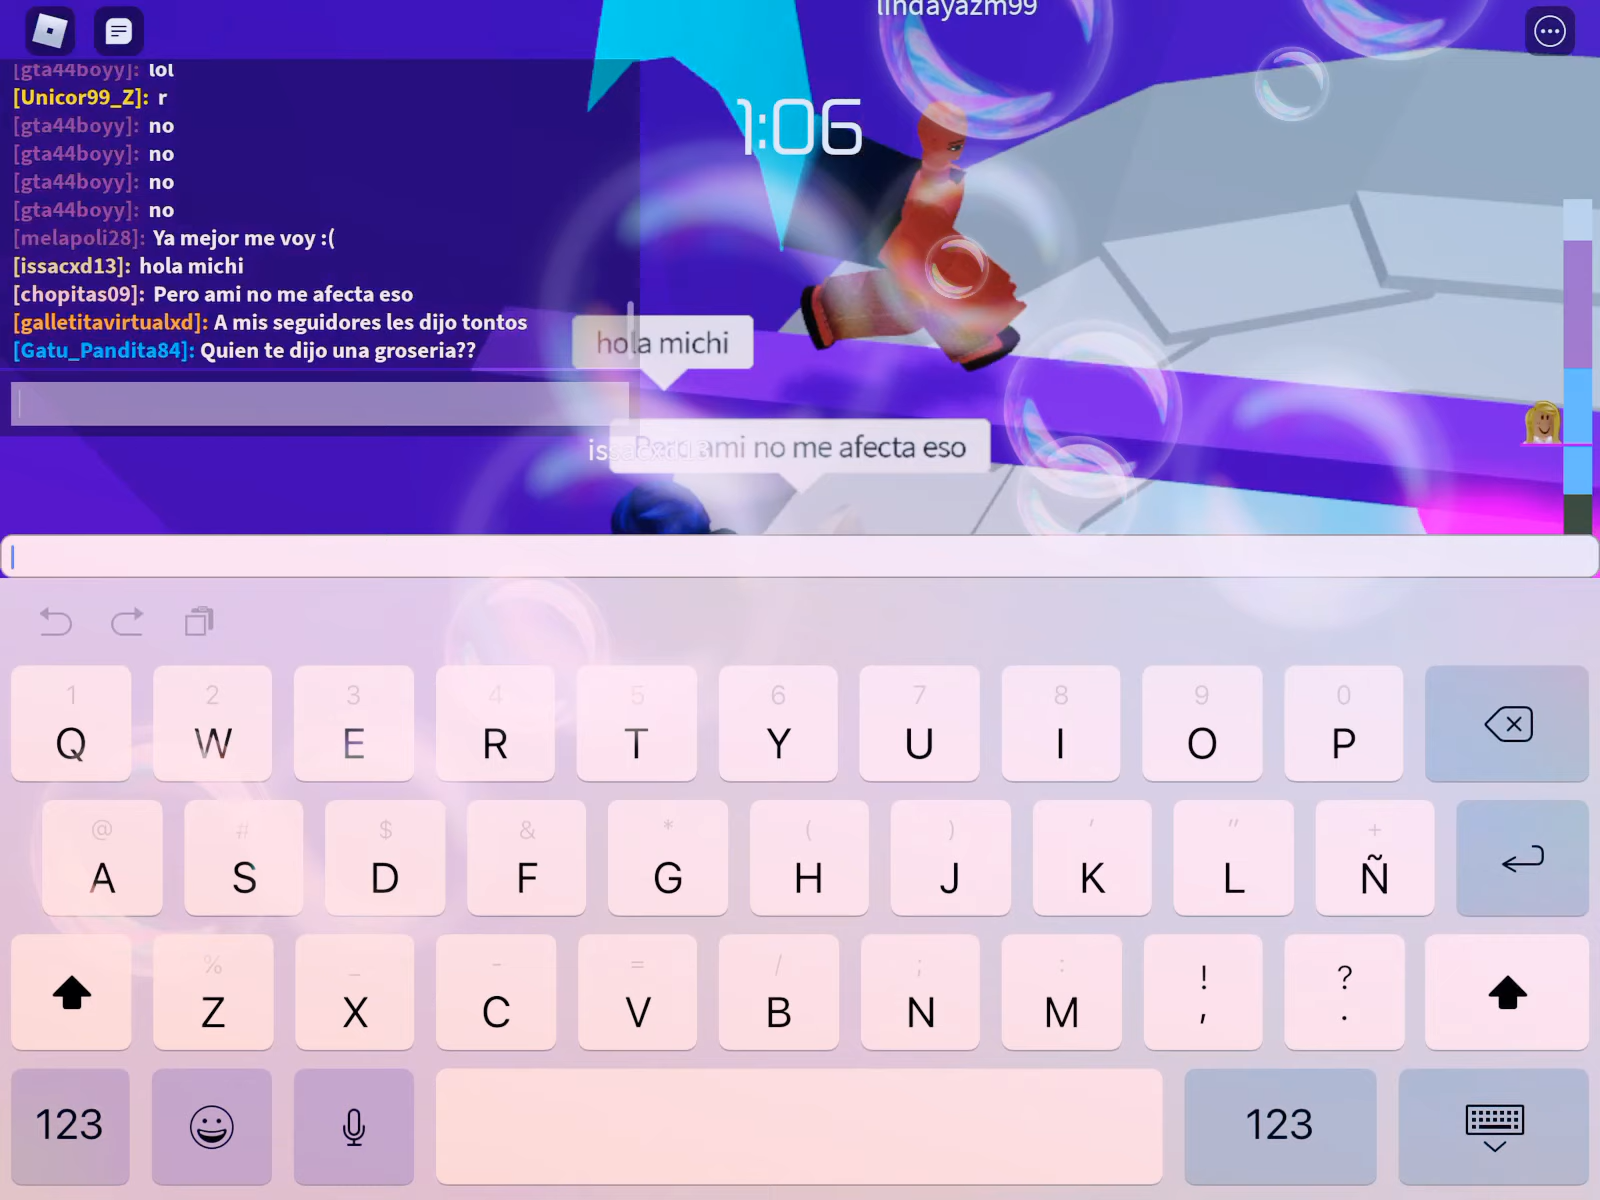 lindayazm99
[gta44boyy]: lol
[Unicor99_Z]: r
[gta44boyy]: no
[gta44boyy]: no
[gta44boyy]: no
[gta44boyy]: no
[melapoli28]: Ya mejor me voy :(
[issacxd13]: hola michi
[chopitas09]: Pero ami no me afecta eso
[galletitavirtualxd]: A mis seguidores les dijo tontos
[Gatu_Pandita84]: Quien te dijo una groseria??
1:06
hola michi
issacxd13
Pero ami no me afecta eso
1 2 3 4 5 6 7 8 9 0
Q W E R T Y U I O P
@ # $ & * ( ) ' " +
A S D F G H J K L Ñ
% _ - = / ; : ! ?
Z X C V B N M , .
123 123